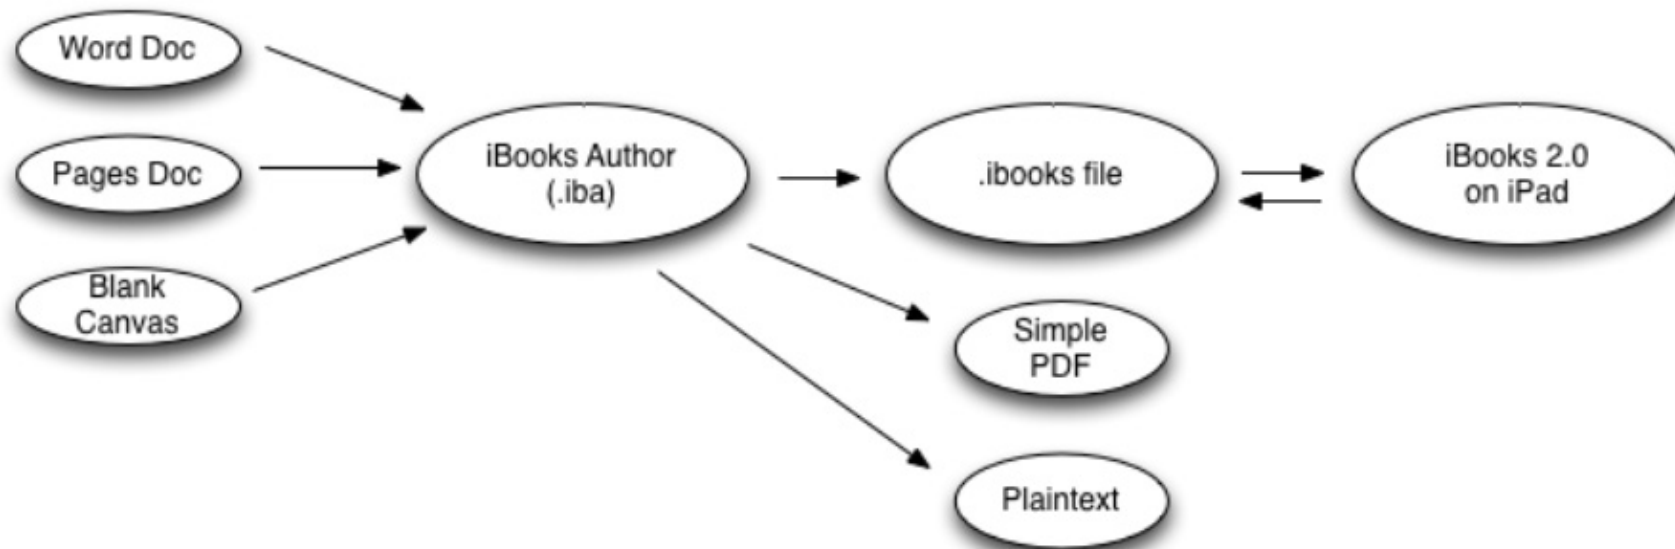 Word Doc
Pages Doc
Blank
Canvas
iBooks Author
(.iba)
.ibooks file
iBooks 2.0
on iPad
Simple
PDF
Plaintext